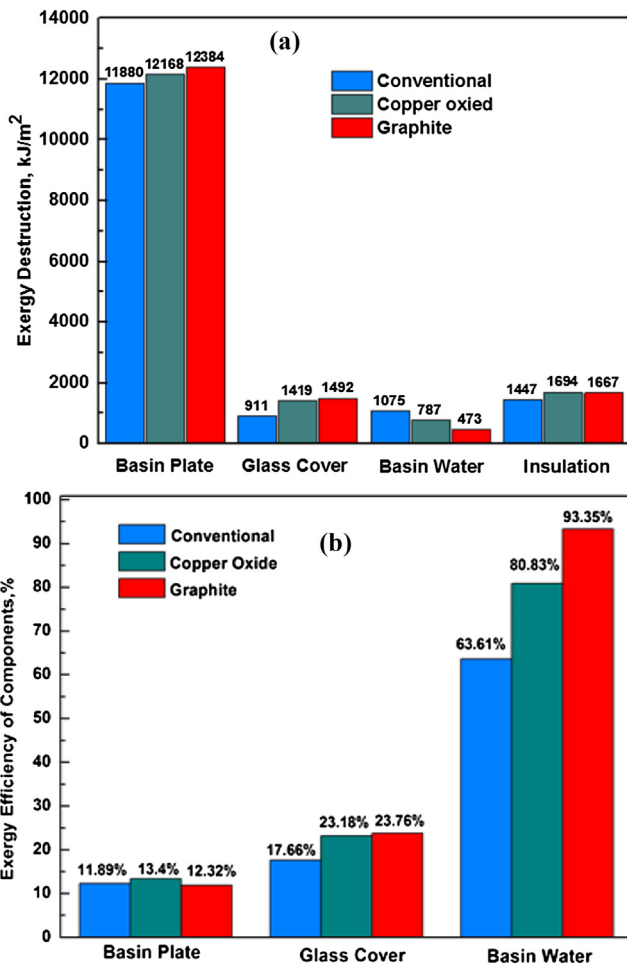 (a)
14000
12000
10000
8000
6000
4000
2000
0
Exergy Destruction, kJ/m²
Conventional
Copper oxied
Graphite
11880 12168 12384
911 1419 1492
1075 787 473
1447 1694 1667
Basin Plate Glass Cover Basin Water Insulation
(b)
100
90
80
70
60
50
40
30
20
10
0
Exergy Efficiency of Components,%
Conventional
Copper Oxide
Graphite
11.89% 13.4% 12.32%
17.66% 23.18% 23.76%
63.61% 80.83% 93.35%
Basin Plate Glass Cover Basin Water